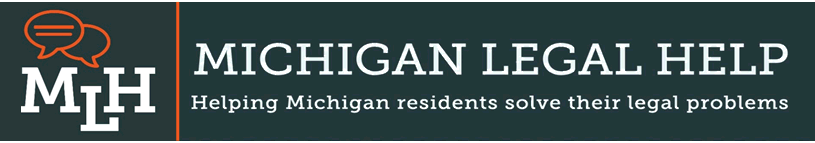 MLH
MICHIGAN LEGAL HELP
Helping Michigan residents solve their legal problems